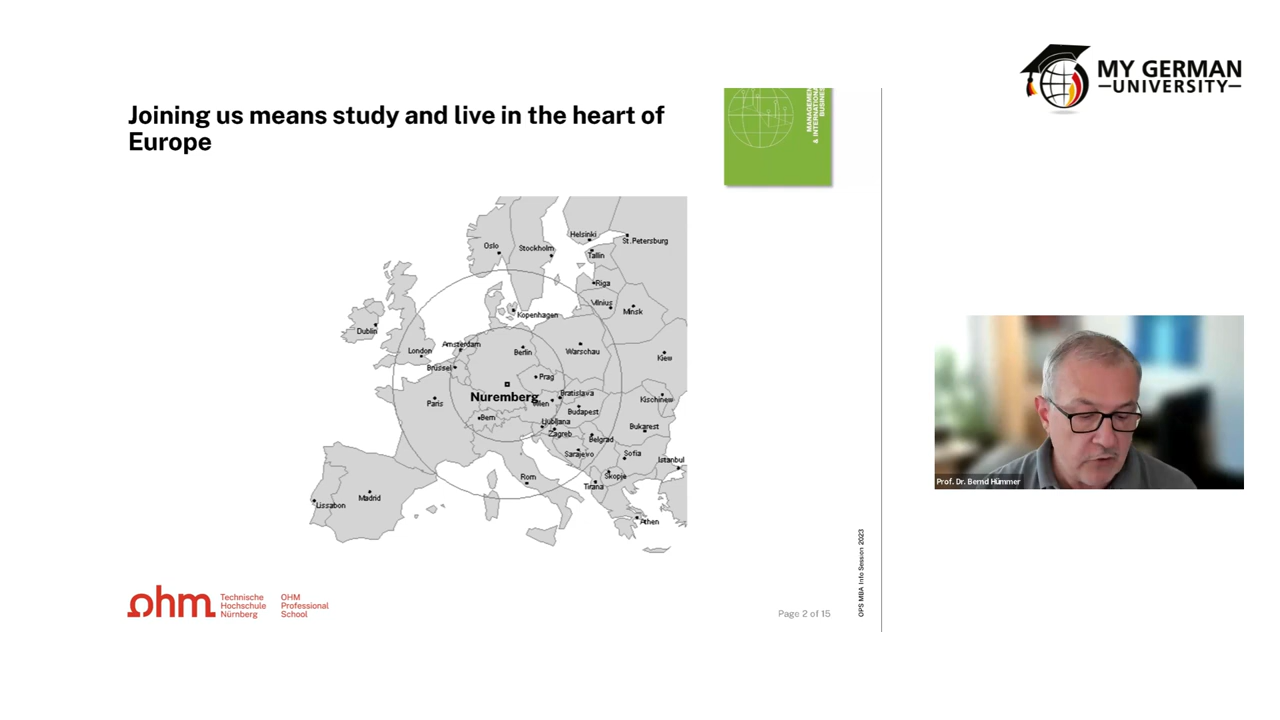 MY GERMAN
UNIVERSITY
Joining us means study and live in the heart of
Europe
& INTERNATIONAL
Helsinki
Oslo
Stockholm
St.Petersburg
Tallin
Riga
Vilnius
Minsk
Kopenhagen
Dublin
London
Amsterdam
Berlin
Warschau
Kiew
Brüssel
Prag
Paris
Nuremberg
Wien
Bratislava
Kischinew
Budapest
Bern
Ljubljana
Zagreb
Bukarest
Belgrad
Sarajevo
Sofia
Istanbul
Rom
Skopje
Tirana
Madrid
Lissabon
Athen
Prof. Dr. Bernd Hümmer
OPS MBA Info Session 2023
ohm
Technische
Hochschule
Nürnberg
OHM
Professional
School
Page 2 of 15